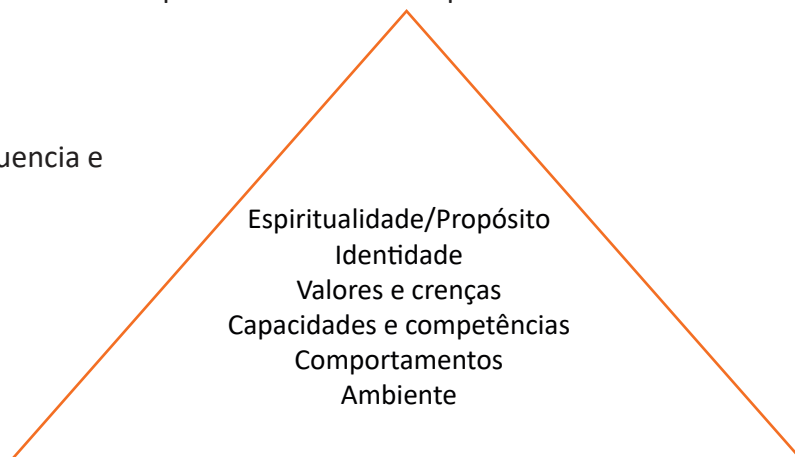 uencia e
Espiritualidade/Propósito
Identidade
Valores e crenças
Capacidades e competências
Comportamentos
Ambiente